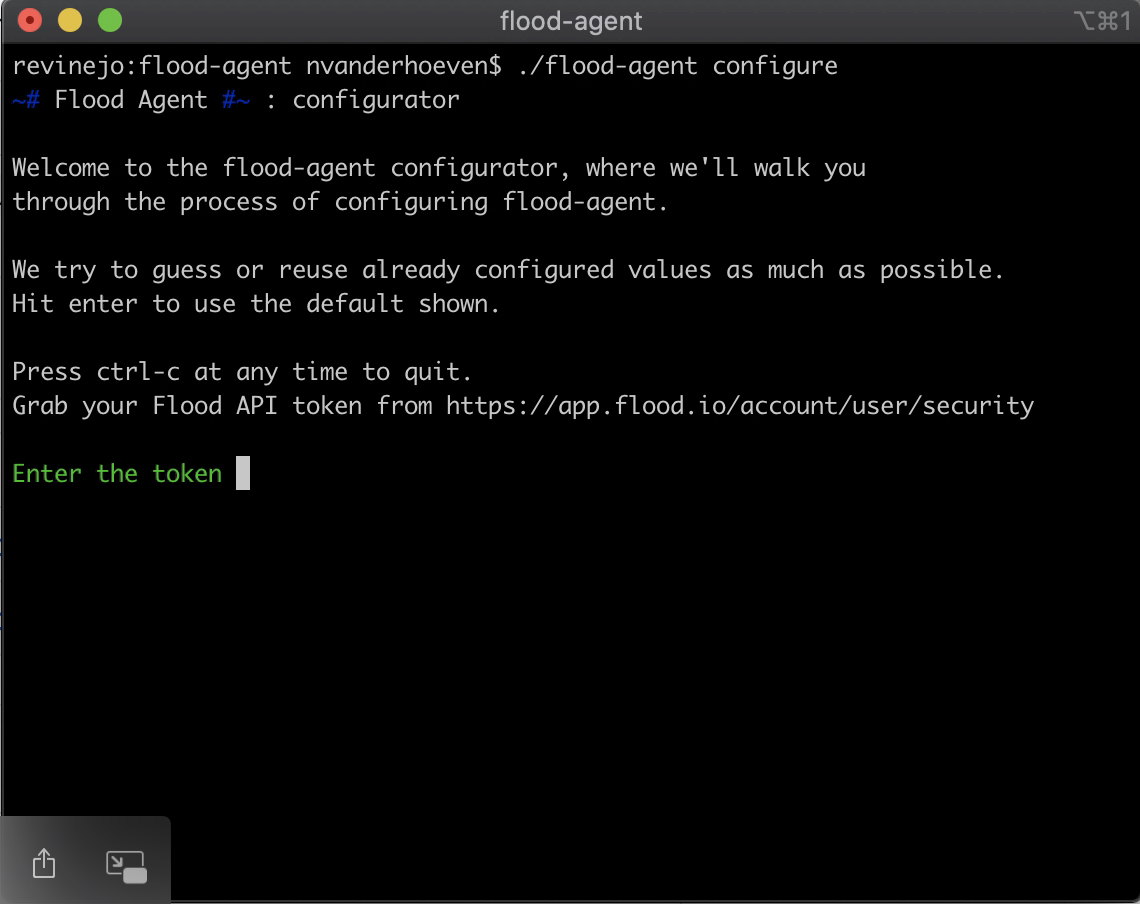 flood-agent
⌥⌘1
revinejo:flood-agent nvanderhoeven$ ./flood-agent configure
~# Flood Agent #~ : configurator
Welcome to the flood-agent configurator, where we'll walk you
through the process of configuring flood-agent.
We try to guess or reuse already configured values as much as possible.
Hit enter to use the default shown.
Press ctrl-c at any time to quit.
Grab your Flood API token from https://app.flood.io/account/user/security
Enter the token